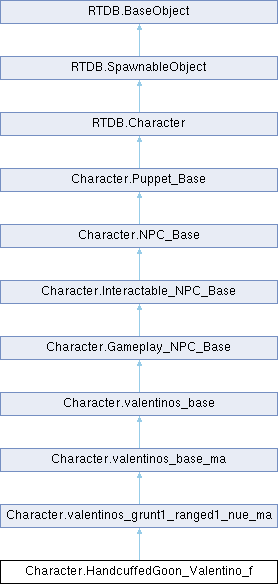 RTDB.BaseObject
RTDB.SpawnableObject
RTDB.Character
Character.Puppet_Base
Character.NPC_Base
Character.Interactable_NPC_Base
Character.Gameplay_NPC_Base
Character.valentinos_base
Character.valentinos_base_ma
Character.valentinos_grunt1_ranged1_nue_ma
Character.HandcuffedGoon_Valentino_f